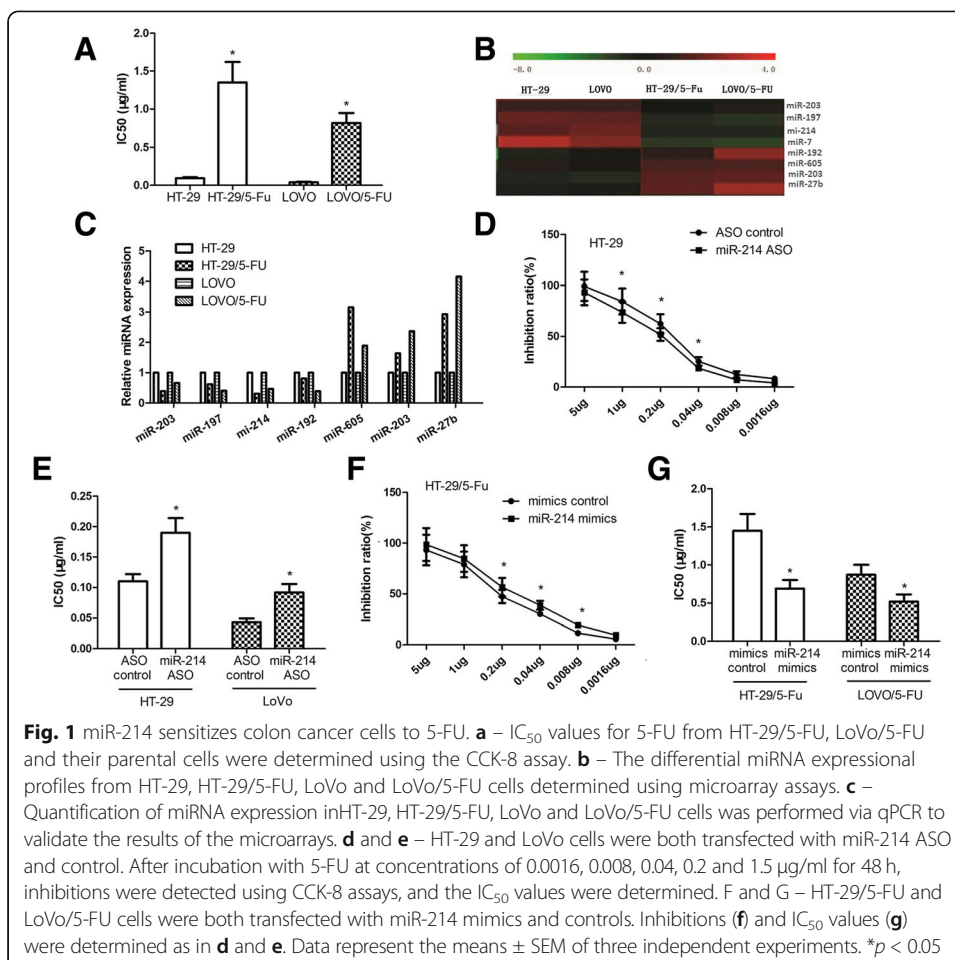 A
IC50 (μg/ml)
2.0
1.5
1.0
0.5
0.0
*
*
HT-29
HT-29/5-Fu
LOVO
LOVO/5-FU
B
-8.0
0.0
4.0
HT-29
LOVO
HT-29/5-Fu
LOVO/5-FU
miR-203
miR-197
mi-214
miR-7
miR-192
miR-605
miR-203
miR-27b
C
Relative miRNA expression
5
4
3
2
1
0
HT-29
HT-29/5-FU
LOVO
LOVO/5-FU
miR-203
miR-197
mi-214
miR-192
miR-605
miR-203
miR-27b
D
HT-29
ASO control
miR-214 ASO
Inhibition ratio(%)
150
100
50
0
*
*
*
5ug
1ug
0.2ug
0.04ug
0.008ug
0.0016ug
E
IC50 (μg/ml)
0.20
0.15
0.10
0.05
0.00
*
*
ASO control
miR-214 ASO
ASO control
miR-214 ASO
HT-29
LoVo
F
HT-29/5-Fu
mimics control
miR-214 mimics
Inhibition ratio(%)
150
100
50
0
*
*
*
5ug
1ug
0.2ug
0.04ug
0.008ug
0.0016ug
G
IC50 (μg/ml)
2.0
1.5
1.0
0.5
0.0
*
*
mimics control
miR-214 mimics
mimics control
miR-214 mimics
HT-29/5-Fu
LOVO/5-FU
Fig. 1 miR-214 sensitizes colon cancer cells to 5-FU. a – IC50 values for 5-FU from HT-29/5-FU, LoVo/5-FU
and their parental cells were determined using the CCK-8 assay. b – The differential miRNA expressional
profiles from HT-29, HT-29/5-FU, LoVo and LoVo/5-FU cells determined using microarray assays. c –
Quantification of miRNA expression inHT-29, HT-29/5-FU, LoVo and LoVo/5-FU cells was performed via qPCR to
validate the results of the microarrays. d and e – HT-29 and LoVo cells were both transfected with miR-214 ASO
and control. After incubation with 5-FU at concentrations of 0.0016, 0.008, 0.04, 0.2 and 1.5 μg/ml for 48 h,
inhibitions were detected using CCK-8 assays, and the IC50 values were determined. F and G – HT-29/5-FU and
LoVo/5-FU cells were both transfected with miR-214 mimics and controls. Inhibitions (f) and IC50 values (g)
were determined as in d and e. Data represent the means ± SEM of three independent experiments. *p < 0.05